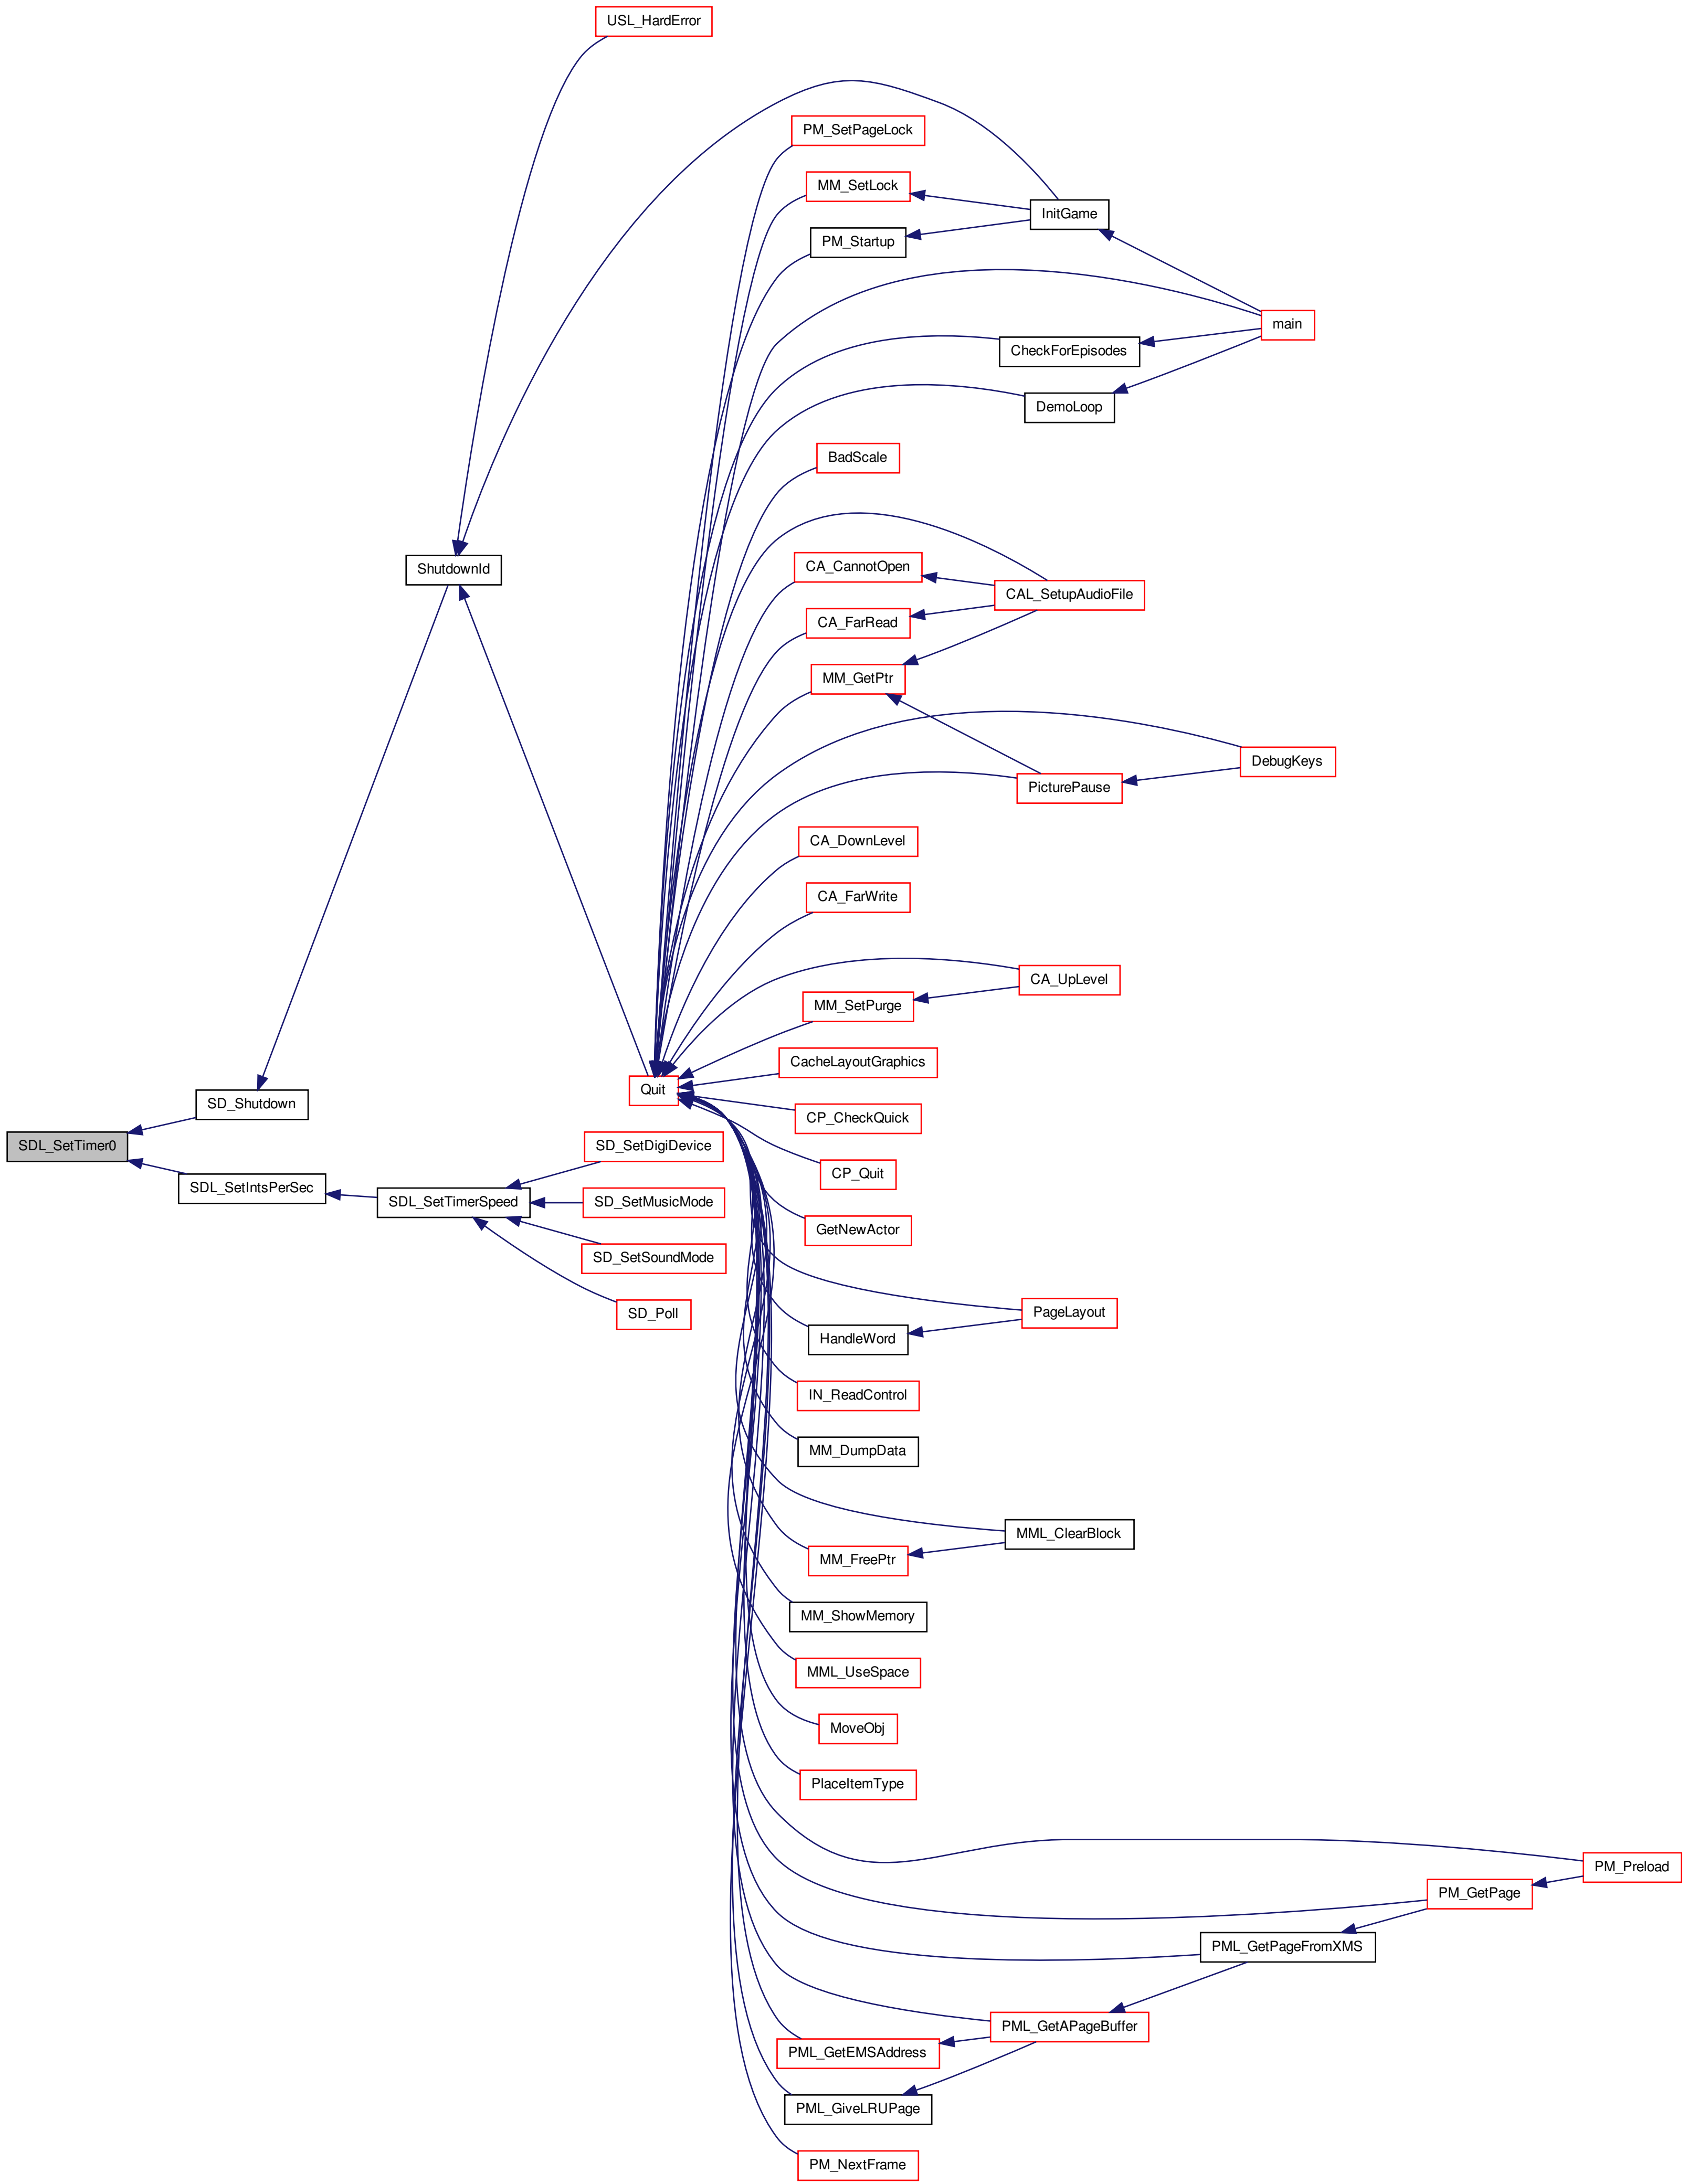 USL_HardError
PM_SetPageLock
MM_SetLock
InitGame
PM_Startup
main
CheckForEpisodes
DemoLoop
BadScale
ShutdownId
CA_CannotOpen
CAL_SetupAudioFile
CA_FarRead
MM_GetPtr
DebugKeys
PicturePause
CA_DownLevel
CA_FarWrite
CA_UpLevel
MM_SetPurge
CacheLayoutGraphics
Quit
SD_Shutdown
CP_CheckQuick
SDL_SetTimer0
SD_SetDigiDevice
CP_Quit
SDL_SetIntsPerSec
SDL_SetTimerSpeed
SD_SetMusicMode
GetNewActor
SD_SetSoundMode
SD_Poll
PageLayout
HandleWord
IN_ReadControl
MM_DumpData
MML_ClearBlock
MM_FreePtr
MM_ShowMemory
MML_UseSpace
MoveObj
PlaceItemType
PM_Preload
PM_GetPage
PML_GetPageFromXMS
PML_GetAPageBuffer
PML_GetEMSAddress
PML_GiveLRUPage
PM_NextFrame